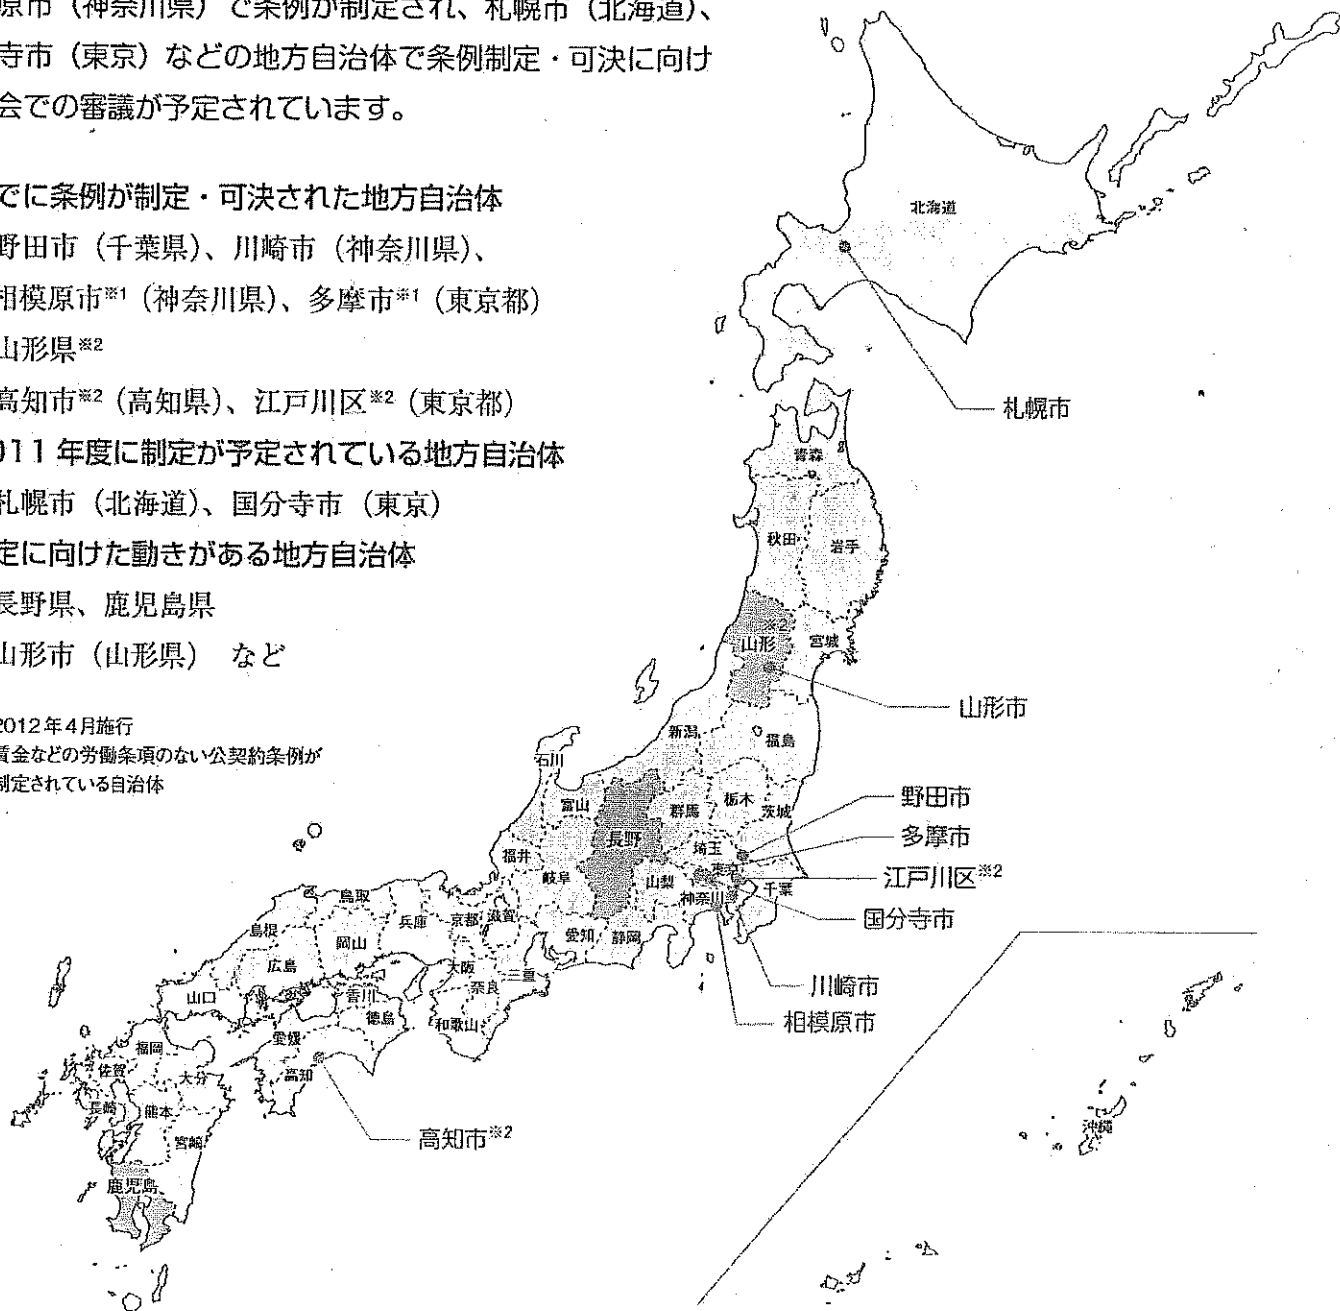 原市（神奈川県）で条例が制定され、札幌市（北海道）、
寺市（東京）などの地方自治体で条例制定・可決に向け
会での審議が予定されています。
でに条例が制定・可決された地方自治体
野田市（千葉県）、川崎市（神奈川県）、
相模原市※1（神奈川県）、多摩市※1（東京都）
山形県※2
高知市※2（高知県）、江戸川区※2（東京都）
011年度に制定が予定されている地方自治体
札幌市（北海道）、国分寺市（東京）
定に向けた動きがある地方自治体
長野県、鹿児島県
山形市（山形県） など
2012年4月施行
賃金などの労働条項のない公契約条例が
制定されている自治体
北海道
札幌市
青森
秋田
岩手
※2
山形
宮城
山形市
新潟
福島
石川
富山
群馬
栃木
茨城
野田市
長野
埼玉
多摩市
福井
岐阜
山梨
東京
江戸川区※2
千葉
神奈川
国分寺市
鳥取
島根
岡山
兵庫
京都
滋賀
愛知
静岡
広島
大阪
奈良
三重
川崎市
山口
香川
徳島
和歌山
相模原市
愛媛
高知
福岡
佐賀
大分
長崎
熊本
宮崎
高知市※2
鹿児島
沖縄